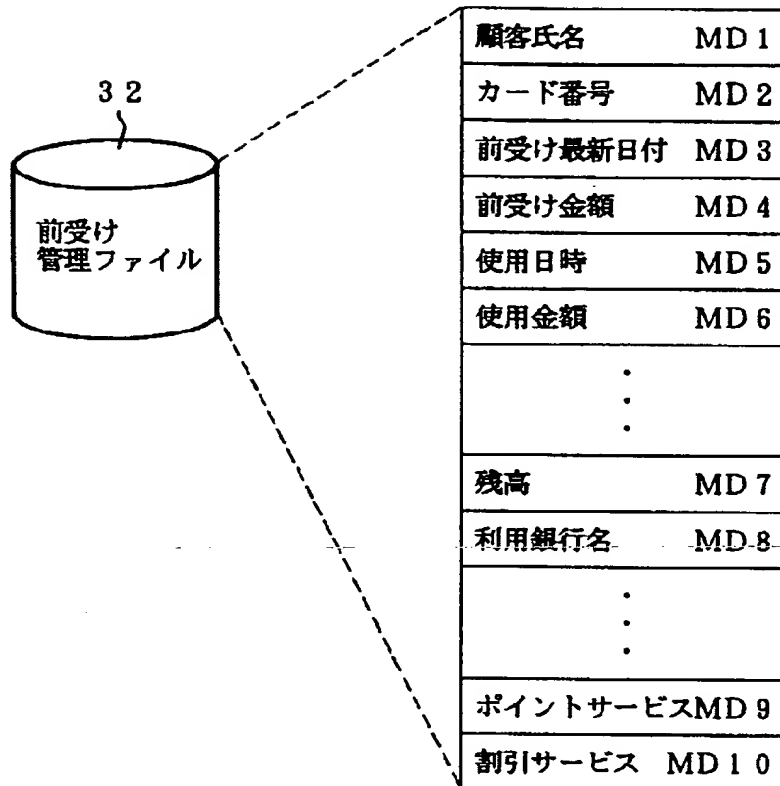 32
前受け
管理ファイル
顧客氏名 MD1
カード番号 MD2
前受け最新日付 MD3
前受け金額 MD4
使用日時 MD5
使用金額 MD6
残高 MD7
利用銀行名 MD8
ポイントサービスMD9
割引サービス MD10